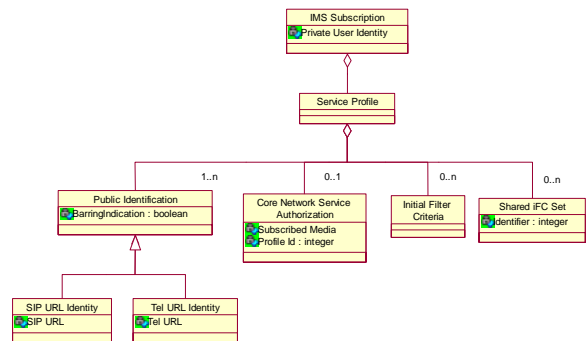 IMS Subscription
Private User Identity
Service Profile
1..n
0..1
0..n
0..n
Public Identification
BarringIndication : boolean
Core Network Service
Authorization
Subscribed Media
Profile Id : integer
Initial Filter
Criteria
Shared iFC Set
Identifier : integer
SIP URL Identity
SIP URL
Tel URL Identity
Tel URL